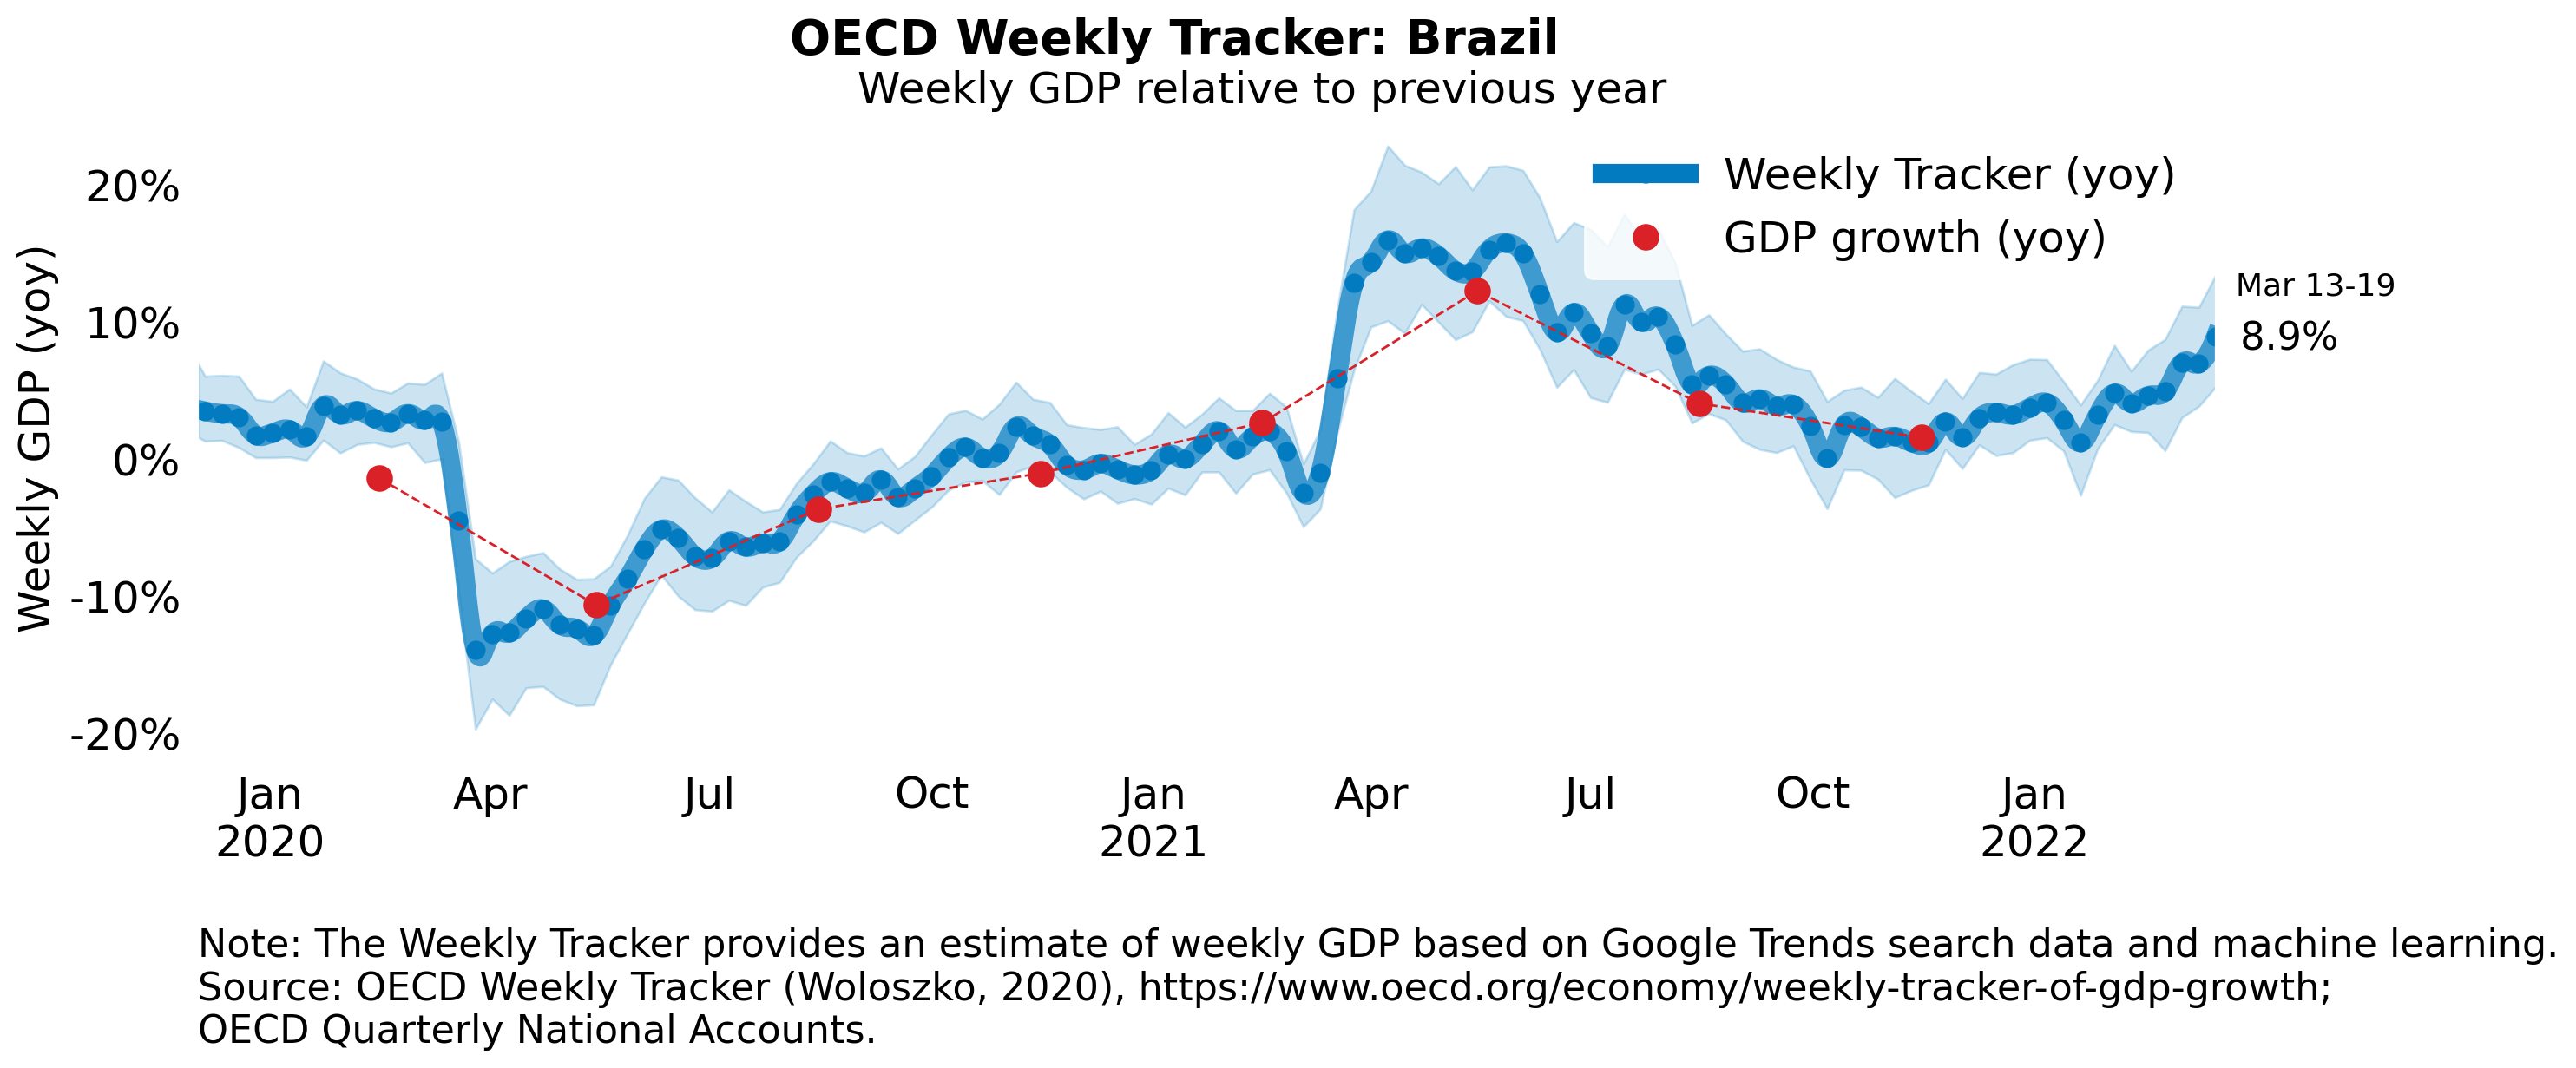 OECD Weekly Tracker: Brazil
Weekly GDP relative to previous year
Weekly GDP (yoy)
20%
10%
0%
-10%
-20%
Weekly Tracker (yoy)
GDP growth (yoy)
Mar 13-19
8.9%
Jan Apr Jul Oct Jan Apr Jul Oct Jan
2020 2021 2022
Note: The Weekly Tracker provides an estimate of weekly GDP based on Google Trends search data and machine learning.
Source: OECD Weekly Tracker (Woloszko, 2020), https://www.oecd.org/economy/weekly-tracker-of-gdp-growth;
OECD Quarterly National Accounts.